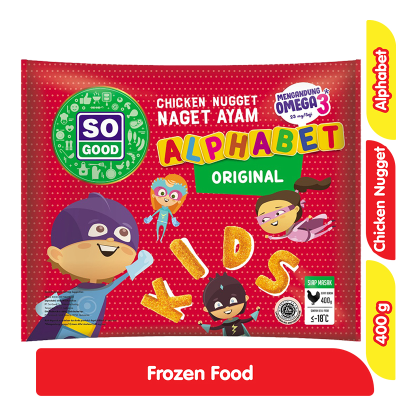 SO
GOOD
CHICKEN NUGGET
NAGET AYAM
MENGANDUNG
OMEGA 3
ALPHABET
ORIGINAL
KIDS
SIAP MASAK
400g
≤-18°C
Alphabet
Chicken Nugget
400 g
Frozen Food